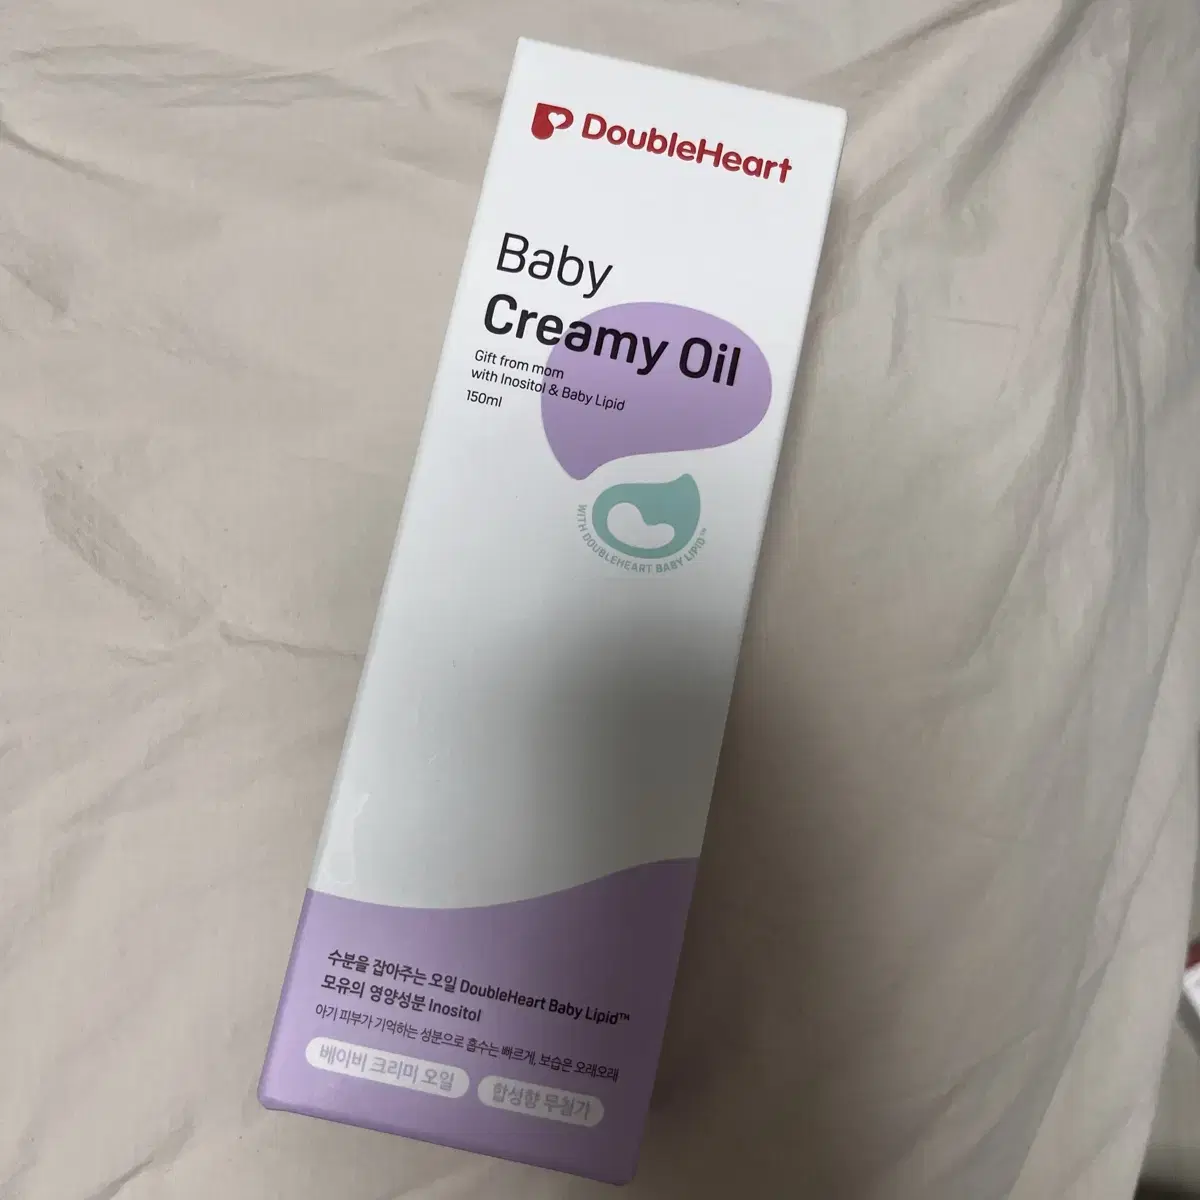 DoubleHeart
Baby
Creamy Oil
Gift from mom
with Inositol & Baby Lipid
150ml
WITH DOUBLEHEART BABY LIPID™
수분을 잡아주는 오일 DoubleHeart Baby Lipid™
모유의 영양성분 Inositol
아기 피부가 기억하는 성분으로 흡수는 빠르게, 보습은 오래오래
베이비 크리미 오일
합성향 무첨가